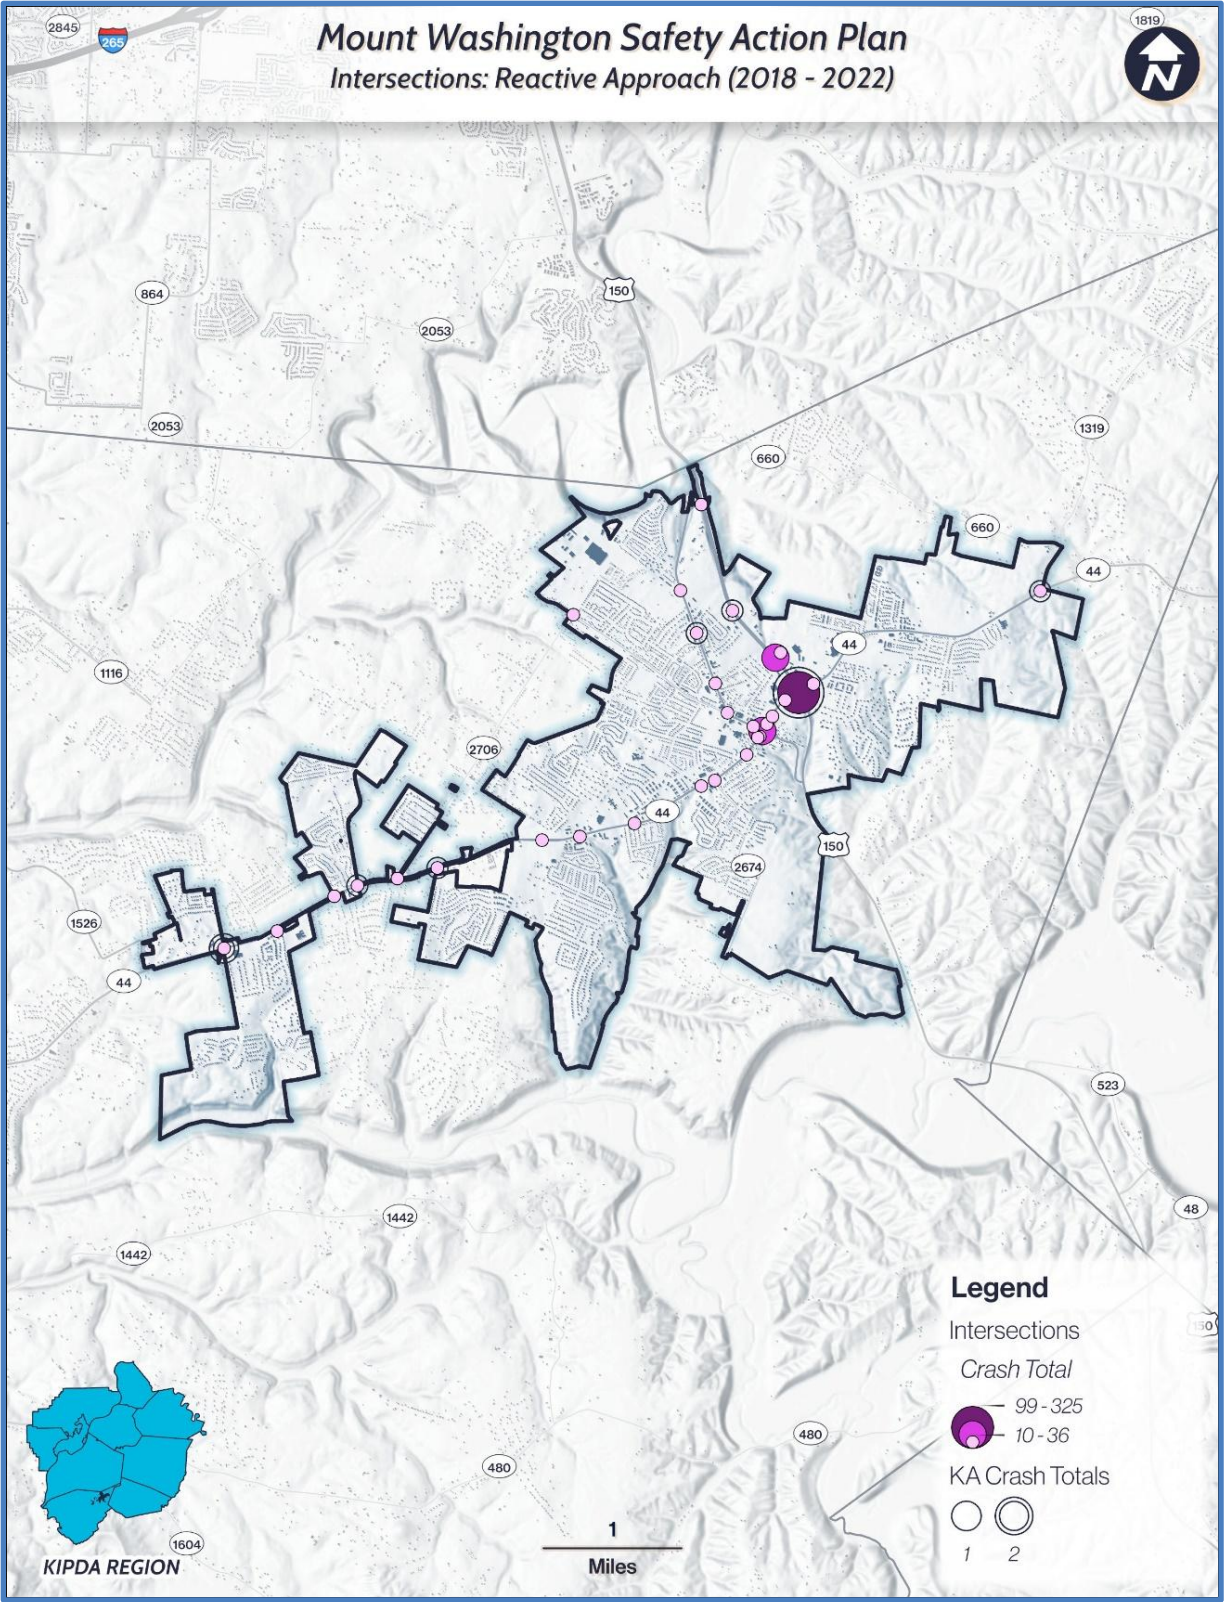 Mount Washington Safety Action Plan
Intersections: Reactive Approach (2018 - 2022)
2845
265
1819
N
150
864
2053
2053
1319
660
660
44
44
1116
2706
44
150
2674
1526
44
523
48
1442
1442
150
480
480
1604
Legend
Intersections
Crash Total
99 - 325
10 - 36
KA Crash Totals
1 2
KIPDA REGION
1
Miles